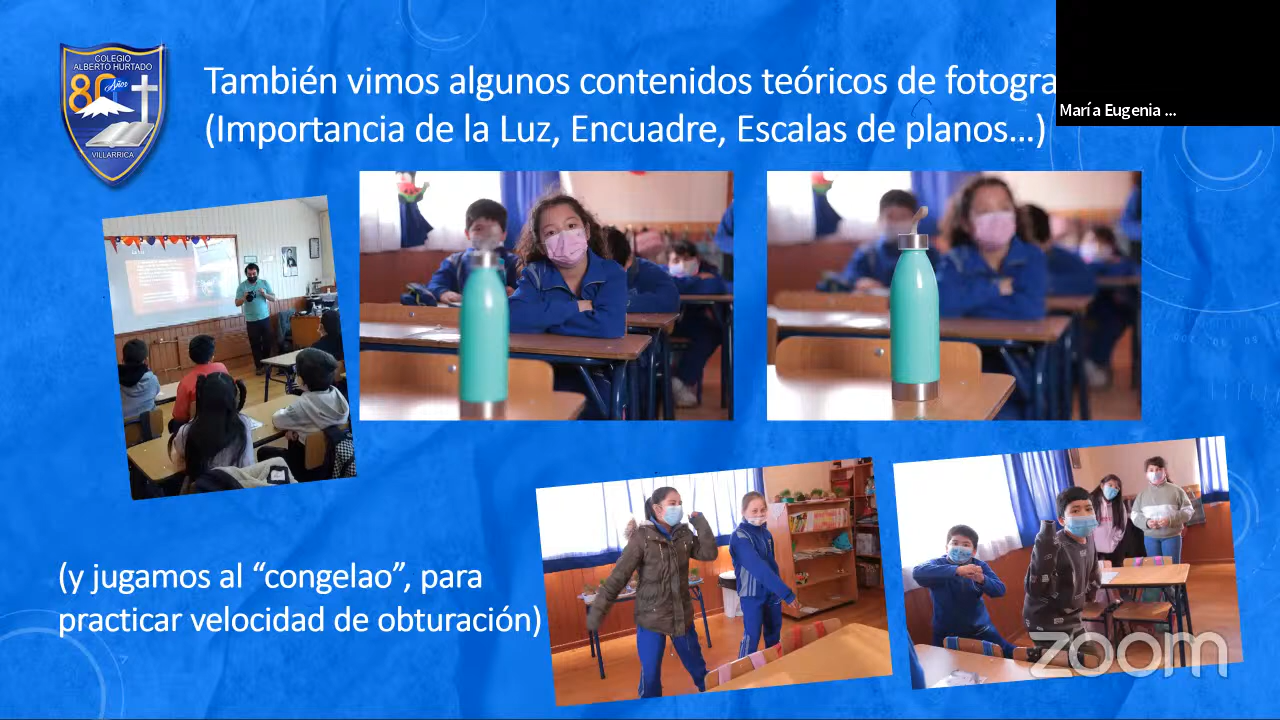 COLEGIO
ALBERTO HURTADO
80 Años
VILLARRICA
También vimos algunos contenidos teóricos de fotogra
(Importancia de la Luz, Encuadre, Escalas de planos...)
María Eugenia ...
(y jugamos al “congelao”, para
practicar velocidad de obturación)
zoom